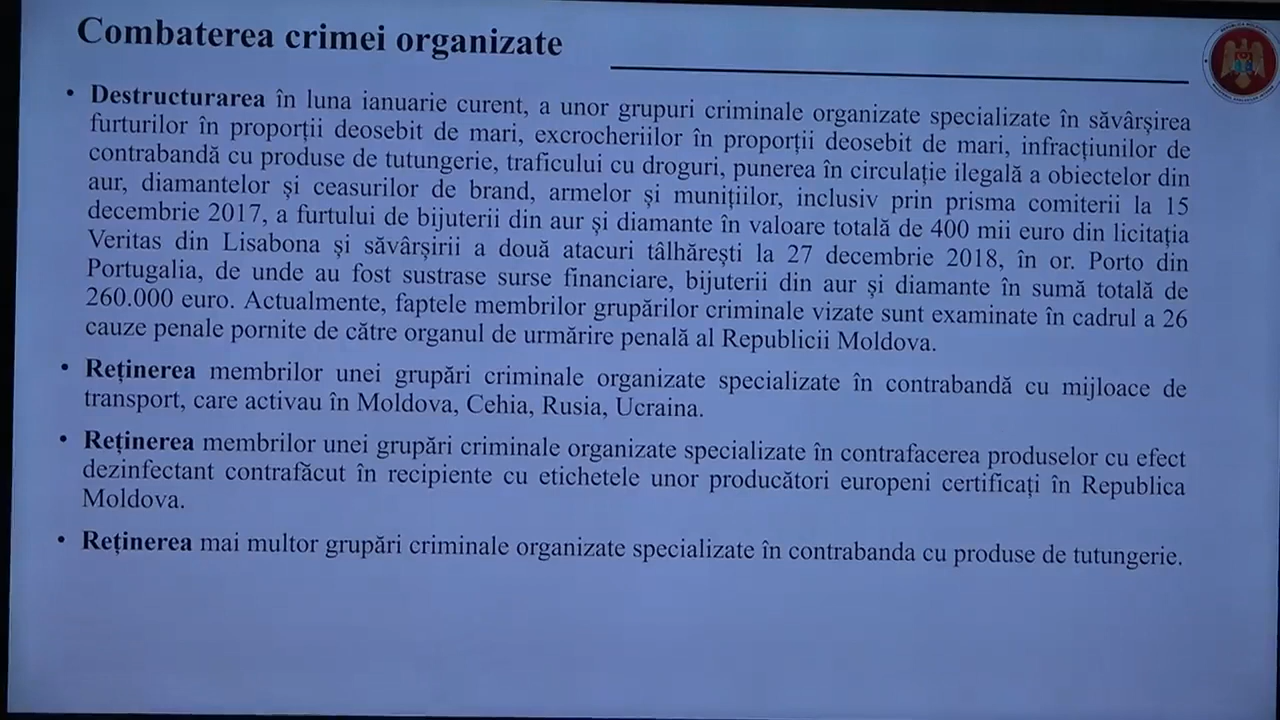 Combaterea crimei organizate
• Destructurarea în luna ianuarie curent, a unor grupuri criminale organizate specializate în săvârșirea
furturilor în proporții deosebit de mari, excrocheriilor în proporții deosebit de mari, infracțiunilor de
contrabandă cu produse de tutungerie, traficului cu droguri, punerea în circulație ilegală a obiectelor din
aur, diamantelor și ceasurilor de brand, armelor și munițiilor, inclusiv prin prisma comiterii la 15
decembrie 2017, a furtului de bijuterii din aur și diamante în valoare totală de 400 mii euro din licitația
Veritas din Lisabona și săvârșirii a două atacuri tâlhărești la 27 decembrie 2018, în or. Porto din
Portugalia, de unde au fost sustrase surse financiare, bijuterii din aur și diamante în sumă totală de
260.000 euro. Actualmente, faptele membrilor grupărilor criminale vizate sunt examinate în cadrul a 26
cauze penale pornite de către organul de urmărire penală al Republicii Moldova.
• Reținerea membrilor unei grupări criminale organizate specializate în contrabandă cu mijloace de
transport, care activau în Moldova, Cehia, Rusia, Ucraina.
• Reținerea membrilor unei grupări criminale organizate specializate în contrafacerea produselor cu efect
dezinfectant contrafăcut în recipiente cu etichetele unor producători europeni certificați în Republica
Moldova.
• Reținerea mai multor grupări criminale organizate specializate în contrabanda cu produse de tutungerie.